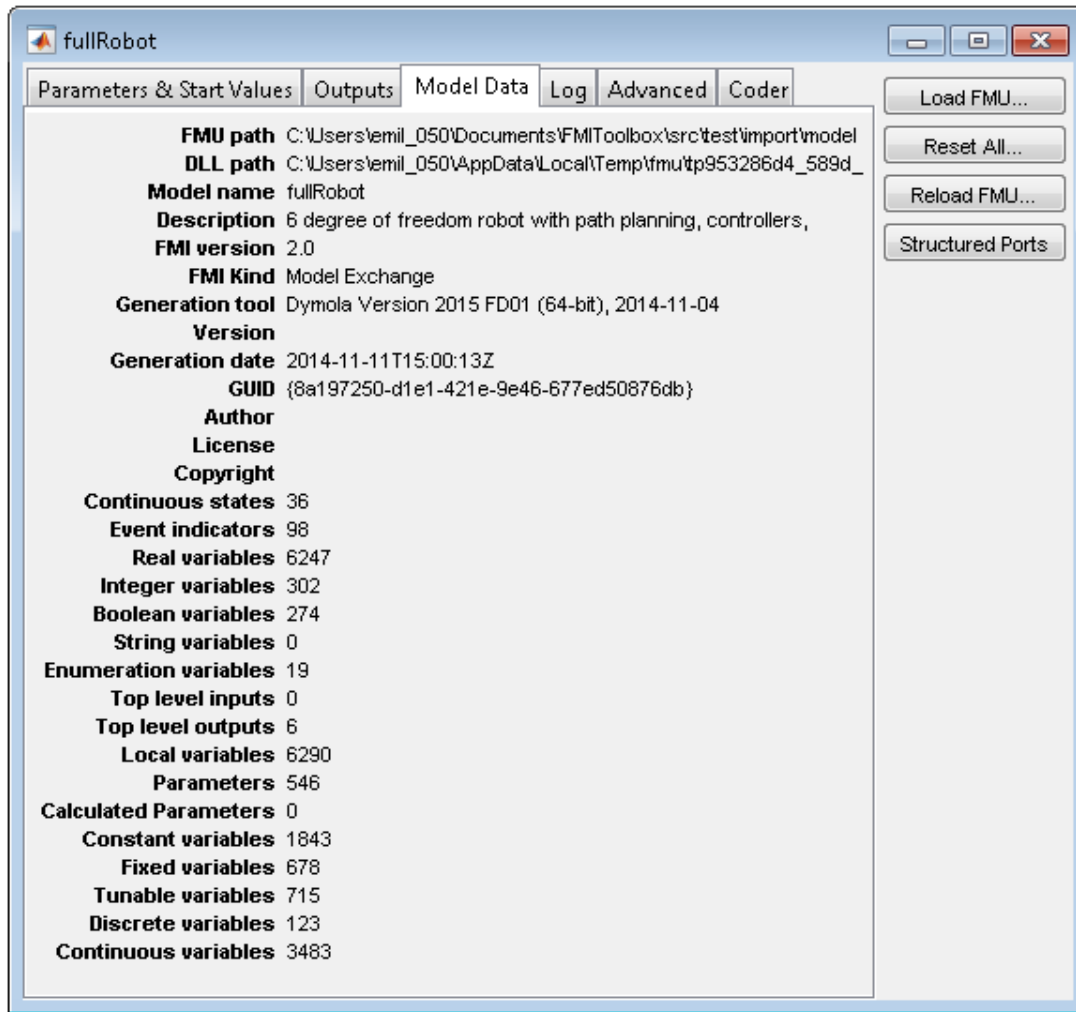 fullRobot
Parameters & Start Values Outputs Model Data Log Advanced Coder
Load FMU...
Reset All...
Reload FMU...
Structured Ports
FMU path C:\Users\emil_050\Documents\FMIToolbox\src\test\import\model
DLL path C:\Users\emil_050\AppData\Local\Temp\fmu\tp953286d4_589d_
Model name fullRobot
Description 6 degree of freedom robot with path planning, controllers,
FMI version 2.0
FMI Kind Model Exchange
Generation tool Dymola Version 2015 FD01 (64-bit), 2014-11-04
Version
Generation date 2014-11-11T15:00:13Z
GUID {8a197250-d1e1-421e-9e46-677ed50876db}
Author
License
Copyright
Continuous states 36
Event indicators 98
Real variables 6247
Integer variables 302
Boolean variables 274
String variables 0
Enumeration variables 19
Top level inputs 0
Top level outputs 6
Local variables 6290
Parameters 546
Calculated Parameters 0
Constant variables 1843
Fixed variables 678
Tunable variables 715
Discrete variables 123
Continuous variables 3483